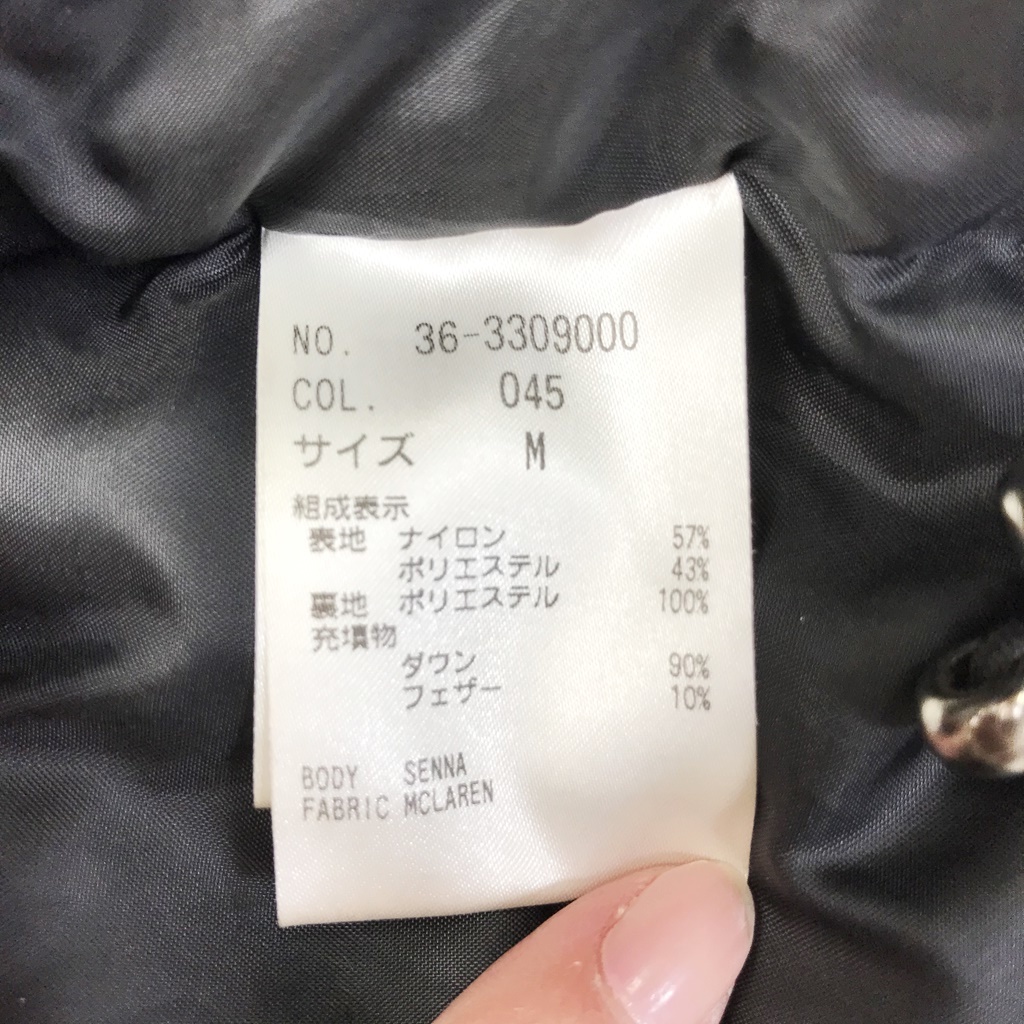 NO. 36-3309000
COL. 045
サイズ M
組成表示
表地 ナイロン 57%
ポリエステル 43%
裏地 ポリエステル 100%
充填物
ダウン 90%
フェザー 10%
BODY SENNA
FABRIC MCLAREN